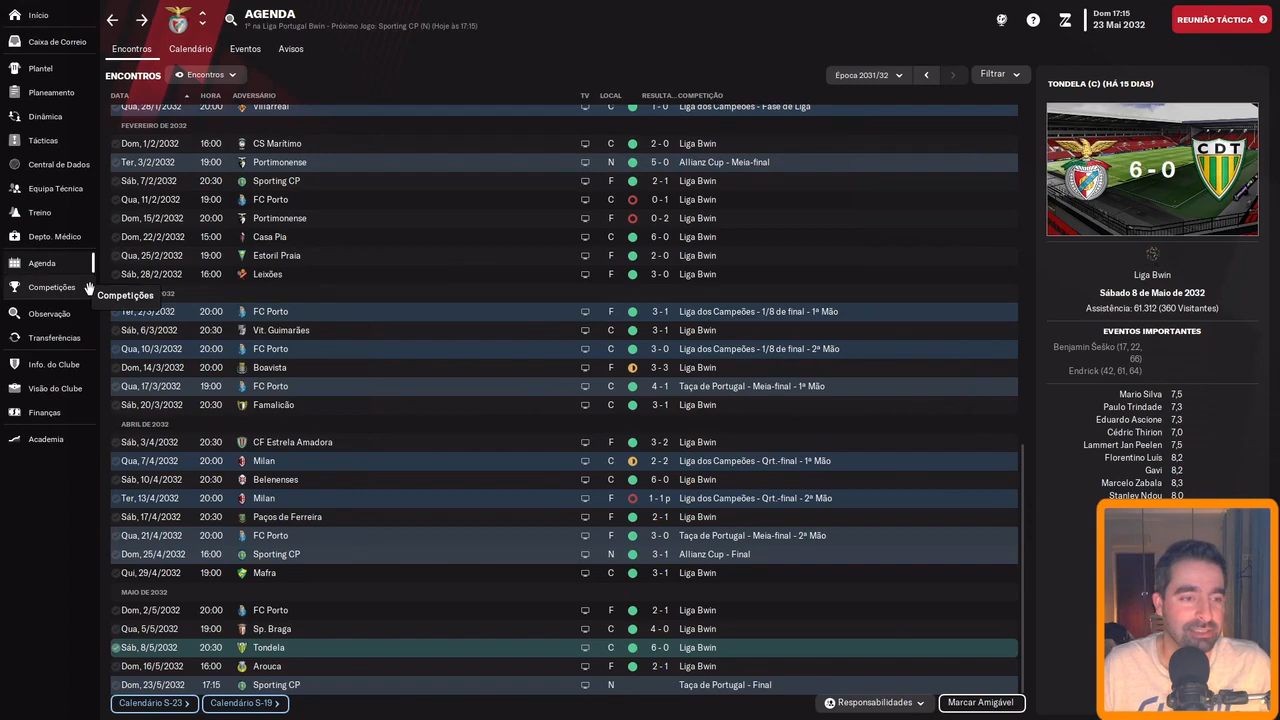 Início
Caixa de Correio
Plantel
Planeamento
Dinâmica
Tácticas
Central de Dados
Equipa Técnica
Treino
Depto. Médico
Agenda
Competições
Observação
Transferências
Info. do Clube
Visão do Clube
Finanças
Academia
Competições
AGENDA
1º na Liga Portugal Bwin - Próximo Jogo: Sporting CP (N) (Hoje às 17:15)
Dom 17:15
23 Mai 2032
REUNIÃO TÁCTICA
Encontros Calendário Eventos Avisos
ENCONTROS Encontros Época 2031/32 Filtrar
DATA HORA ADVERSÁRIO TV LOCAL RESULTA... COMPETIÇÃO
Qua, 28/1/2032 20:00 Villarreal C 1 - 0 Liga dos Campeões - Fase de Liga
FEVEREIRO DE 2032
Dom, 1/2/2032 16:00 CS Marítimo C 2 - 0 Liga Bwin
Ter, 3/2/2032 19:00 Portimonense N 5 - 0 Allianz Cup - Meia-final
Sáb, 7/2/2032 20:30 Sporting CP F 2 - 1 Liga Bwin
Qua, 11/2/2032 19:00 FC Porto C 0 - 1 Liga Bwin
Dom, 15/2/2032 20:00 Portimonense F 0 - 2 Liga Bwin
Dom, 22/2/2032 15:00 Casa Pia C 6 - 0 Liga Bwin
Qua, 25/2/2032 19:00 Estoril Praia F 2 - 0 Liga Bwin
Sáb, 28/2/2032 16:00 Leixões F 3 - 0 Liga Bwin
2032
Ter, 2/3/2032 20:00 FC Porto F 3 - 1 Liga dos Campeões - 1/8 de final - 1ª Mão
Sáb, 6/3/2032 19:30 Vit. Guimarães C 3 - 1 Liga Bwin
Qua, 10/3/2032 20:00 FC Porto C 3 - 0 Liga dos Campeões - 1/8 de final - 2ª Mão
Dom, 14/3/2032 20:00 Boavista F 3 - 3 Liga Bwin
Qua, 17/3/2032 19:00 FC Porto C 4 - 1 Taça de Portugal - Meia-final - 1ª Mão
Sáb, 20/3/2032 20:30 Famalicão C 3 - 1 Liga Bwin
ABRIL DE 2032
Sáb, 3/4/2032 20:30 CF Estrela Amadora F 3 - 2 Liga Bwin
Qua, 7/4/2032 20:00 Milan C 2 - 2 Liga dos Campeões - Qrt.-final - 1ª Mão
Sáb, 10/4/2032 20:30 Belenenses C 6 - 0 Liga Bwin
Ter, 13/4/2032 20:00 Milan F 1 - 1 p Liga dos Campeões - Qrt.-final - 2ª Mão
Sáb, 17/4/2032 20:30 Paços de Ferreira F 2 - 1 Liga Bwin
Qua, 21/4/2032 20:00 FC Porto F 3 - 0 Taça de Portugal - Meia-final - 2ª Mão
Dom, 25/4/2032 16:00 Sporting CP N 3 - 1 Allianz Cup - Final
Qui, 29/4/2032 19:00 Mafra C 3 - 1 Liga Bwin
MAIO DE 2032
Dom, 2/5/2032 20:00 FC Porto F 2 - 1 Liga Bwin
Qua, 5/5/2032 19:00 Sp. Braga C 4 - 0 Liga Bwin
Sáb, 8/5/2032 20:30 Tondela C 6 - 0 Liga Bwin
Dom, 16/5/2032 16:00 Arouca F 2 - 1 Liga Bwin
Dom, 23/5/2032 17:15 Sporting CP N Taça de Portugal - Final
Calendário S-23 Calendário S-19 Responsabilidades Marcar Amigável
TONDELA (C) (HÁ 15 DIAS)
6 - 0
CDT
Liga Bwin
Sábado 8 de Maio de 2032
Assistência: 61.312 (360 Visitantes)
EVENTOS IMPORTANTES
Benjamin Šeško (17, 22,
66)
Endrick (42, 61, 64)
Mario Silva 7,5
Paulo Trindade 7,3
Eduardo Ascione 7,3
Cédric Thirion 7,0
Lammert Jan Peelen 7,5
Florentino Luís 8,2
Gavi 8,2
Marcelo Zabala 8,3
Stanley Ndou 8,0